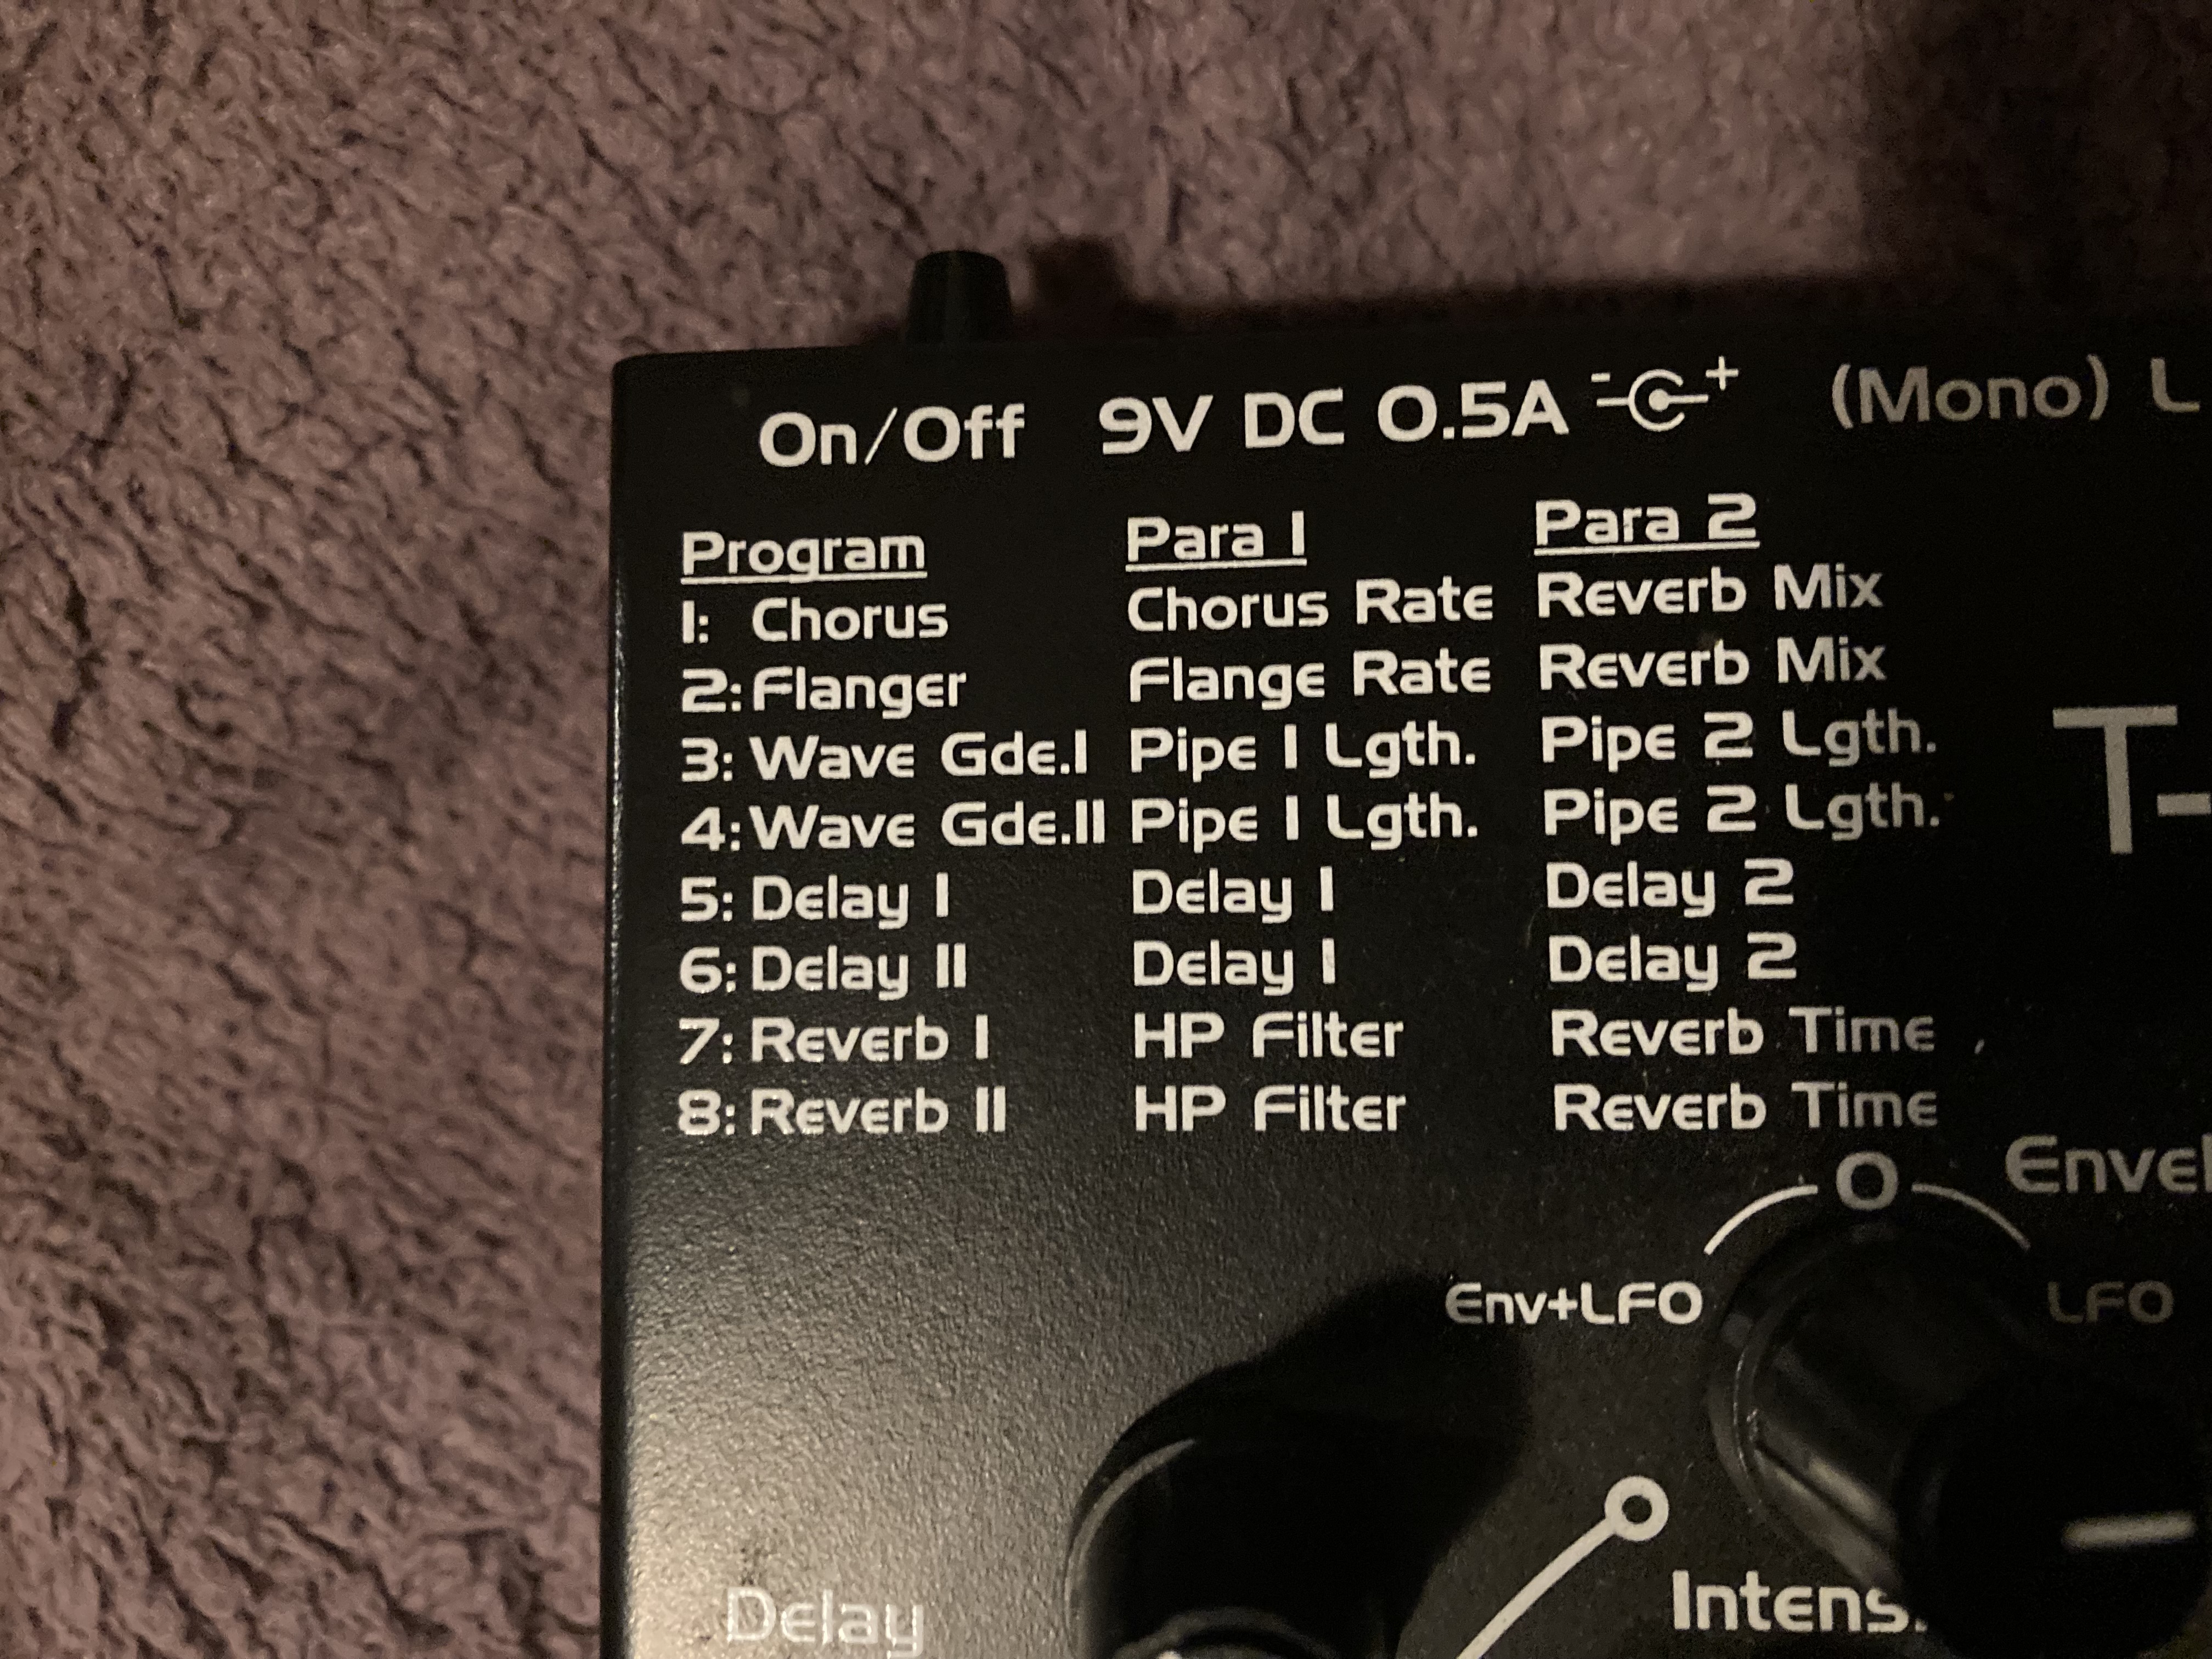 On/Off 9V DC 0.5A - + (Mono) L
Program Para 1 Para 2
1: Chorus Chorus Rate Reverb Mix
2: Flanger Flange Rate Reverb Mix
3: Wave Gde.I Pipe 1 Lgth. Pipe 2 Lgth.
4: Wave Gde.II Pipe 1 Lgth. Pipe 2 Lgth.
5: Delay I Delay 1 Delay 2
6: Delay II Delay 1 Delay 2
7: Reverb I HP Filter Reverb Time
8: Reverb II HP Filter Reverb Time
T-
0
Env+LFO LFO
Intens.
Delay